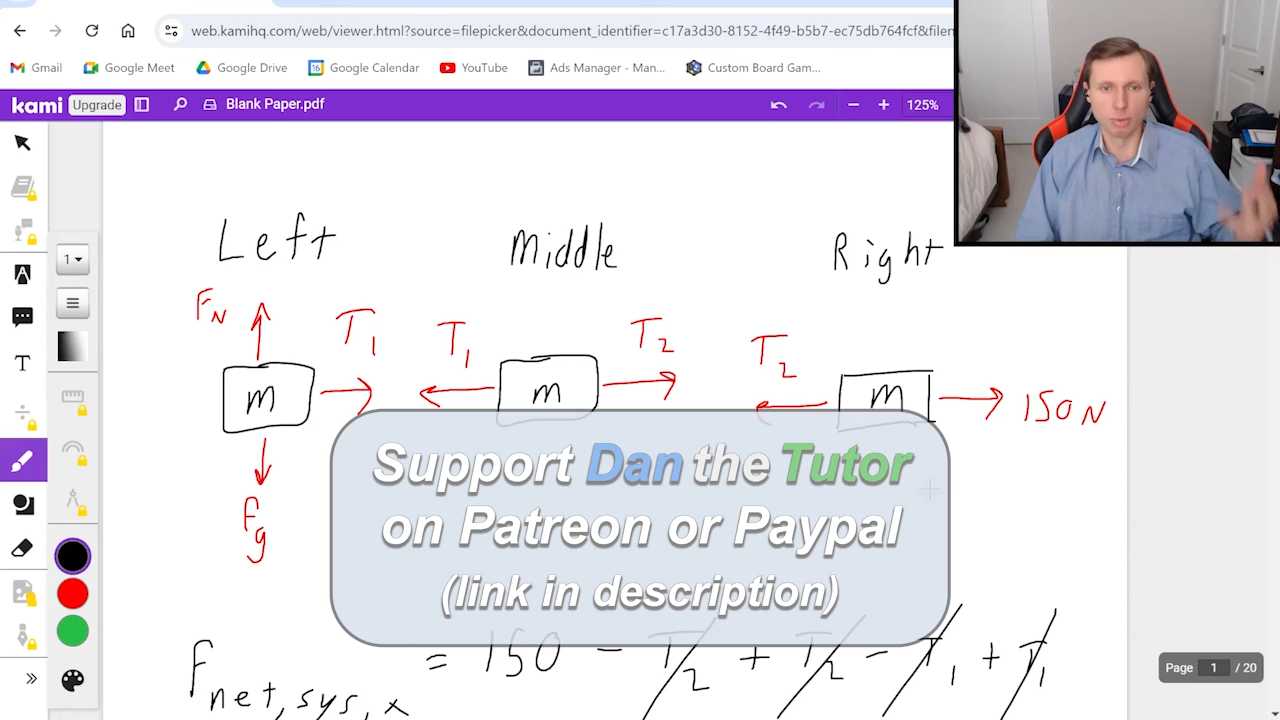 web.kamihq.com/web/viewer.html?source=filepicker&document_identifier=c17a3d30-8152-4f49-b5b7-ec75db764fcf&filen
Gmail
Google Meet
Google Drive
16
Google Calendar
YouTube
Ads Manager - Man...
Custom Board Gam...
kami
Upgrade
Blank Paper.pdf
125%
1
Left
Middle
Right
F_N
T_1
T_1
T_2
T_2
m
m
m
150 N
F_g
Support Dan the Tutor
on Patreon or Paypal
(link in description)
F_net,sys,x = 150 - T_2 + T_2 - T_1 + T_1
Page 1 / 20